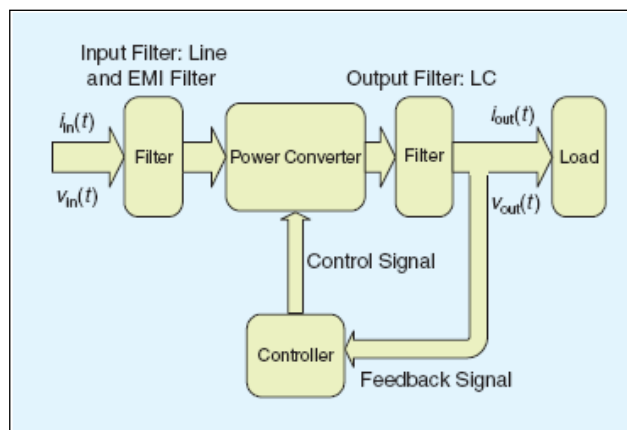 Input Filter: Line
and EMI Filter
Output Filter: LC
i_in(t)
i_out(t)
Filter
Power Converter
Filter
Load
v_in(t)
v_out(t)
Control Signal
Controller
Feedback Signal